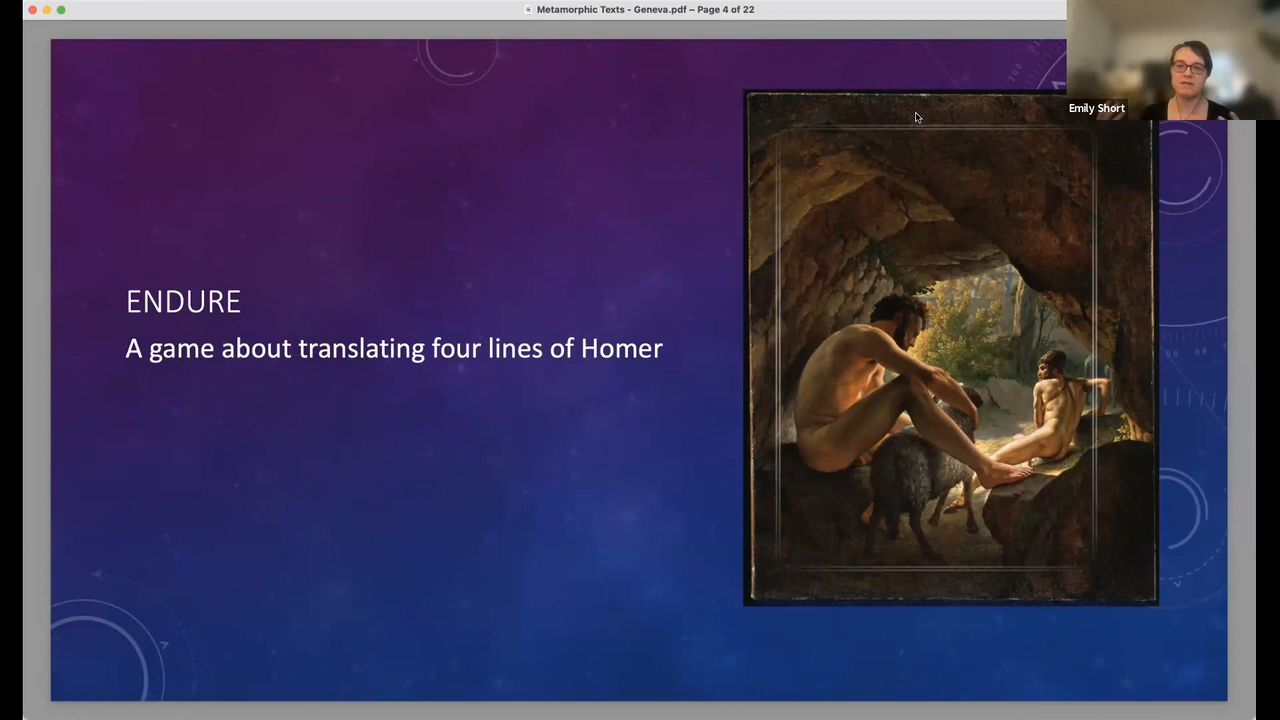 Metamorphic Texts - Geneva.pdf – Page 4 of 22
Emily Short
ENDURE
A game about translating four lines of Homer